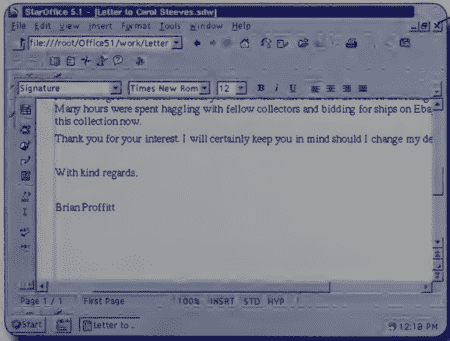 StarOffice 5.1 - [Letter to Carol Steeves.sdw]
File Edit View Insert Format Tools Window Help
file:///root/Office51/work/Letter
Signature Times New Rom 12 B i U
Many hours were spent haggling with fellow collectors and bidding for ships on Eba
this collection now.
Thank you for your interest. I will certainly keep you in mind should I change my de
With kind regards,
Brian Proffitt
Page 1 / 1 First Page 100% INSRT STD HYP
Start Letter to .. 12:18 PM